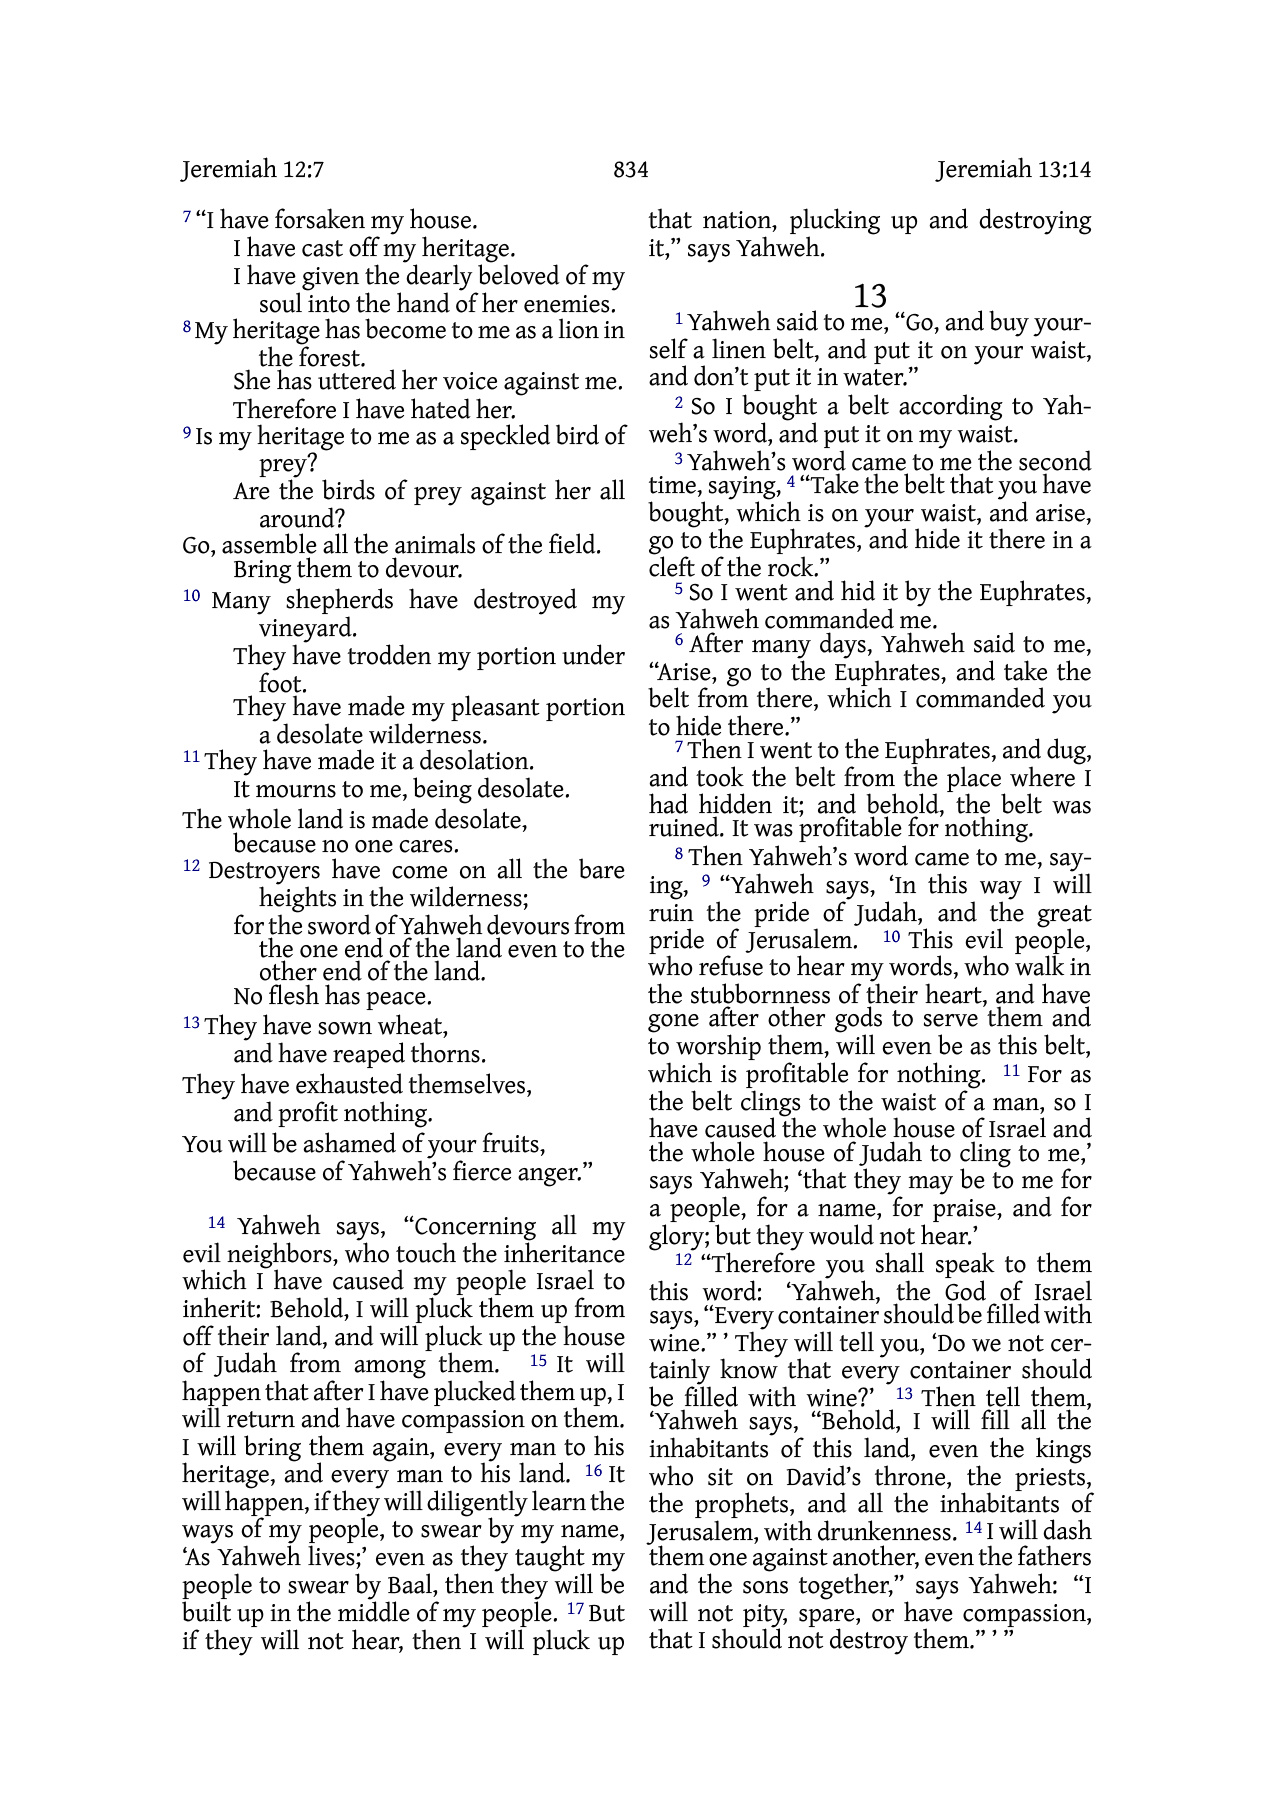 Jeremiah 12:7
834
Jeremiah 13:14
7 “I have forsaken my house.
I have cast off my heritage.
I have given the dearly beloved of my
soul into the hand of her enemies.
8 My heritage has become to me as a lion in
the forest.
She has uttered her voice against me.
Therefore I have hated her.
9 Is my heritage to me as a speckled bird of
prey?
Are the birds of prey against her all
around?
Go, assemble all the animals of the field.
Bring them to devour.
10 Many shepherds have destroyed my
vineyard.
They have trodden my portion under
foot.
They have made my pleasant portion
a desolate wilderness.
11 They have made it a desolation.
It mourns to me, being desolate.
The whole land is made desolate,
because no one cares.
12 Destroyers have come on all the bare
heights in the wilderness;
for the sword of Yahweh devours from
the one end of the land even to the
other end of the land.
No flesh has peace.
13 They have sown wheat,
and have reaped thorns.
They have exhausted themselves,
and profit nothing.
You will be ashamed of your fruits,
because of Yahweh’s fierce anger.”
14 Yahweh says, “Concerning all my
evil neighbors, who touch the inheritance
which I have caused my people Israel to
inherit: Behold, I will pluck them up from
off their land, and will pluck up the house
of Judah from among them. 15 It will
happen that after I have plucked them up, I
will return and have compassion on them.
I will bring them again, every man to his
heritage, and every man to his land. 16 It
will happen, if they will diligently learn the
ways of my people, to swear by my name,
‘As Yahweh lives;’ even as they taught my
people to swear by Baal, then they will be
built up in the middle of my people. 17 But
if they will not hear, then I will pluck up
that nation, plucking up and destroying
it,” says Yahweh.
13
1 Yahweh said to me, “Go, and buy your-
self a linen belt, and put it on your waist,
and don’t put it in water.”
2 So I bought a belt according to Yah-
weh’s word, and put it on my waist.
3 Yahweh’s word came to me the second
time, saying, 4 “Take the belt that you have
bought, which is on your waist, and arise,
go to the Euphrates, and hide it there in a
cleft of the rock.”
5 So I went and hid it by the Euphrates,
as Yahweh commanded me.
6 After many days, Yahweh said to me,
“Arise, go to the Euphrates, and take the
belt from there, which I commanded you
to hide there.”
7 Then I went to the Euphrates, and dug,
and took the belt from the place where I
had hidden it; and behold, the belt was
ruined. It was profitable for nothing.
8 Then Yahweh’s word came to me, say-
ing, 9 “Yahweh says, ‘In this way I will
ruin the pride of Judah, and the great
pride of Jerusalem. 10 This evil people,
who refuse to hear my words, who walk in
the stubbornness of their heart, and have
gone after other gods to serve them and
to worship them, will even be as this belt,
which is profitable for nothing. 11 For as
the belt clings to the waist of a man, so I
have caused the whole house of Israel and
the whole house of Judah to cling to me,’
says Yahweh; ‘that they may be to me for
a people, for a name, for praise, and for
glory; but they would not hear.’
12 “Therefore you shall speak to them
this word: ‘Yahweh, the God of Israel
says, “Every container should be filled with
wine.” ’ They will tell you, ‘Do we not cer-
tainly know that every container should
be filled with wine?’ 13 Then tell them,
‘Yahweh says, “Behold, I will fill all the
inhabitants of this land, even the kings
who sit on David’s throne, the priests,
the prophets, and all the inhabitants of
Jerusalem, with drunkenness. 14 I will dash
them one against another, even the fathers
and the sons together,” says Yahweh: “I
will not pity, spare, or have compassion,
that I should not destroy them.” ’ ”